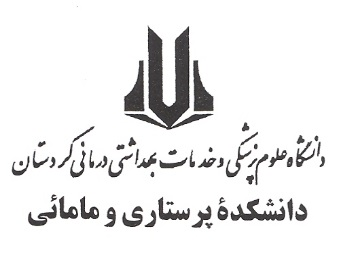 دانشگاه علوم پزشکی و خدمات بهداشتی درمانی کردستان
دانشکدهٔ پرستاری و مامائی